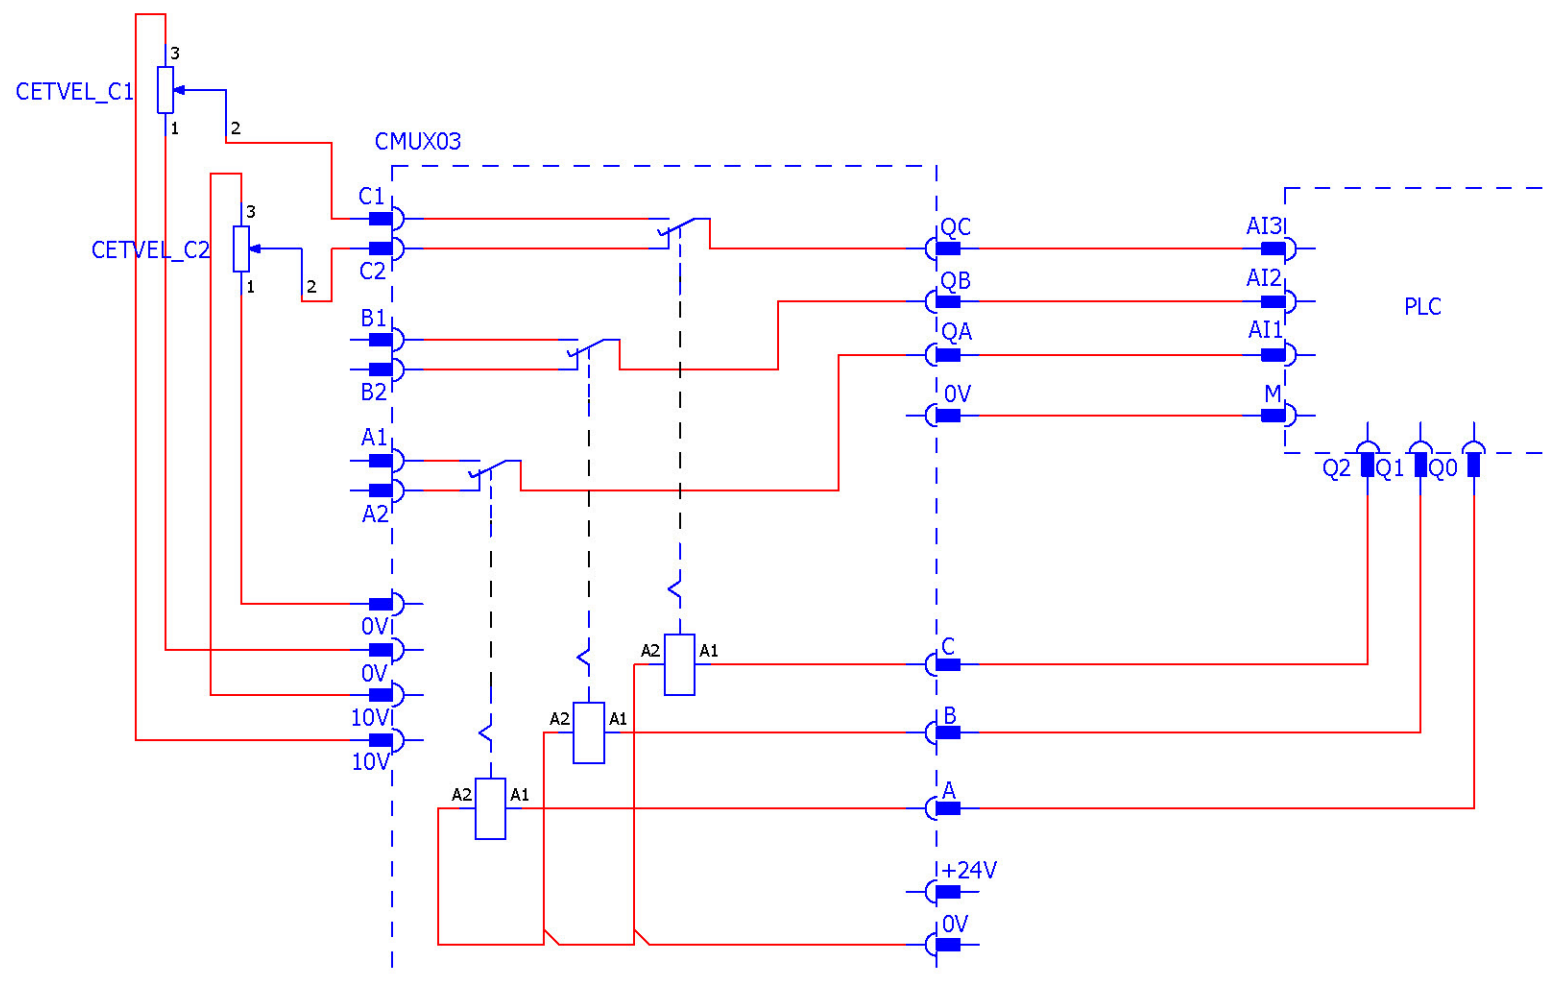 3
CETVEL_C1
1
2
CMUX03
C1
3
QC
AI3
CETVEL_C2
C2
QB
AI2
1
2
B1
PLC
QA
AI1
B2
0V
M
A1
Q2
Q1
Q0
A2
0V
A2
A1
C
0V
10V
A2
A1
B
10V
A2
A1
A
+24V
0V